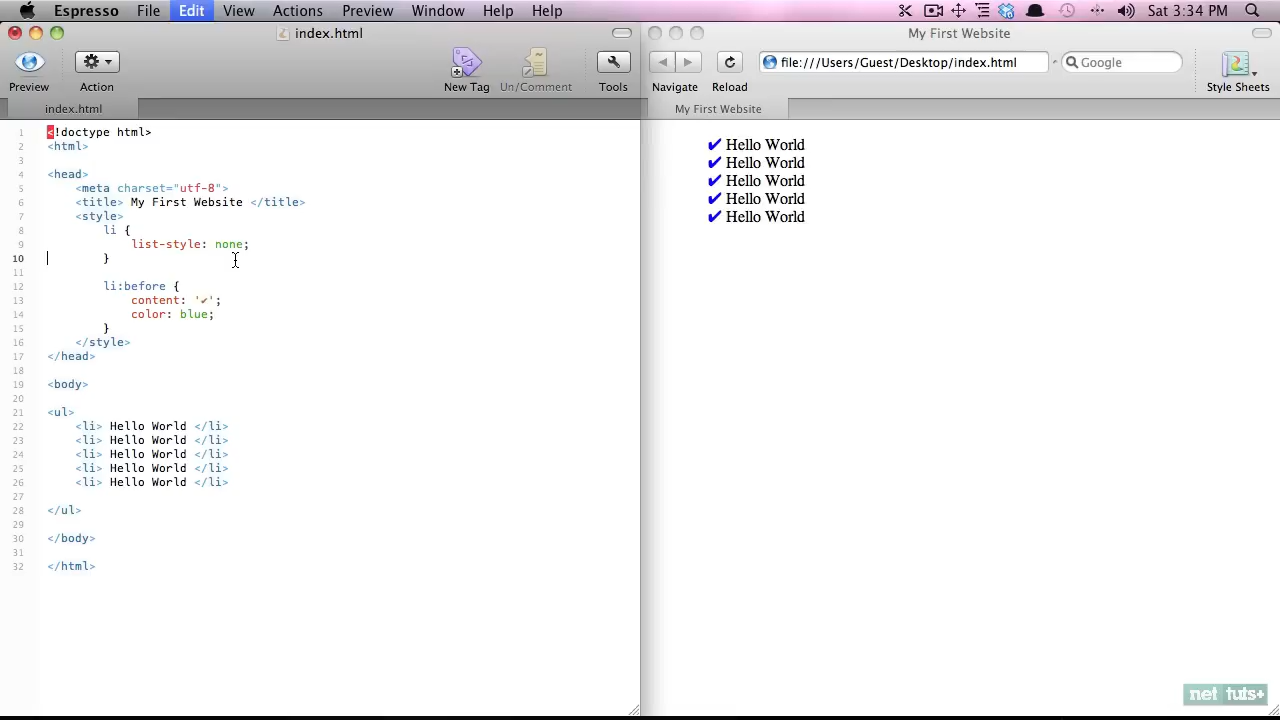 Espresso File Edit View Actions Preview Window Help Help Sat 3:34 PM
index.html
Preview Action New Tag Un/Comment Tools
index.html
1 <!doctype html>
2 <html>
3
4 <head>
5 <meta charset="utf-8">
6 <title> My First Website </title>
7 <style>
8 li {
9 list-style: none;
10 }
11
12 li:before {
13 content: '✔';
14 color: blue;
15 }
16 </style>
17 </head>
18
19 <body>
20
21 <ul>
22 <li> Hello World </li>
23 <li> Hello World </li>
24 <li> Hello World </li>
25 <li> Hello World </li>
26 <li> Hello World </li>
27
28 </ul>
29
30 </body>
31
32 </html>
My First Website
file:///Users/Guest/Desktop/index.html Google
Navigate Reload Style Sheets
My First Website
✔ Hello World
✔ Hello World
✔ Hello World
✔ Hello World
✔ Hello World
net tuts+